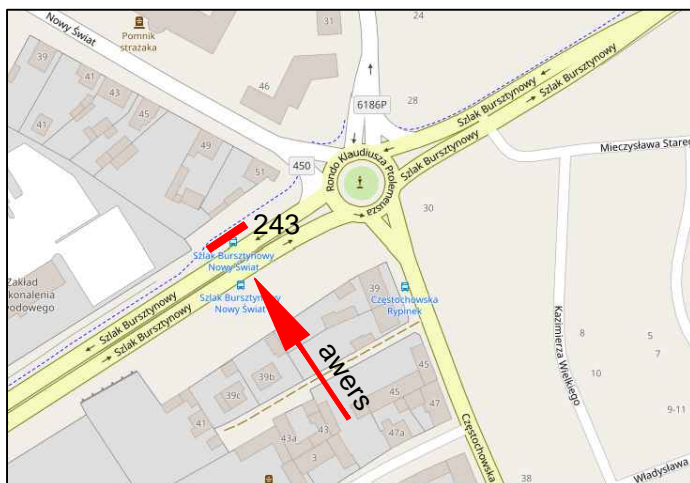 Nowy Świat
Pomnik
strażaka
31
24
39
41
43
45
43
41
49
51
46
28
6186P
450
Szlak Bursztynowy
Szlak Bursztynowy
Szlak Bursztynowy
Rondo Klaudiusza Ptolemeusza
Mieczysława Stareg
30
243
Szlak Bursztynowy
Szlak Bursztynowy
Nowy Świat
Szlak Bursztynowy
Nowy Świat
Zakład
konalenia
wodowego
Szlak Bursztynowy
Szlak Bursztynowy
39
Częstochowska
Rypinek
awers
39b
39c
45
45
47
43
43a
47a
3
Częstochowska
Kazimierza Wielkiego
8
5
7
10
9-11
38
Władysława